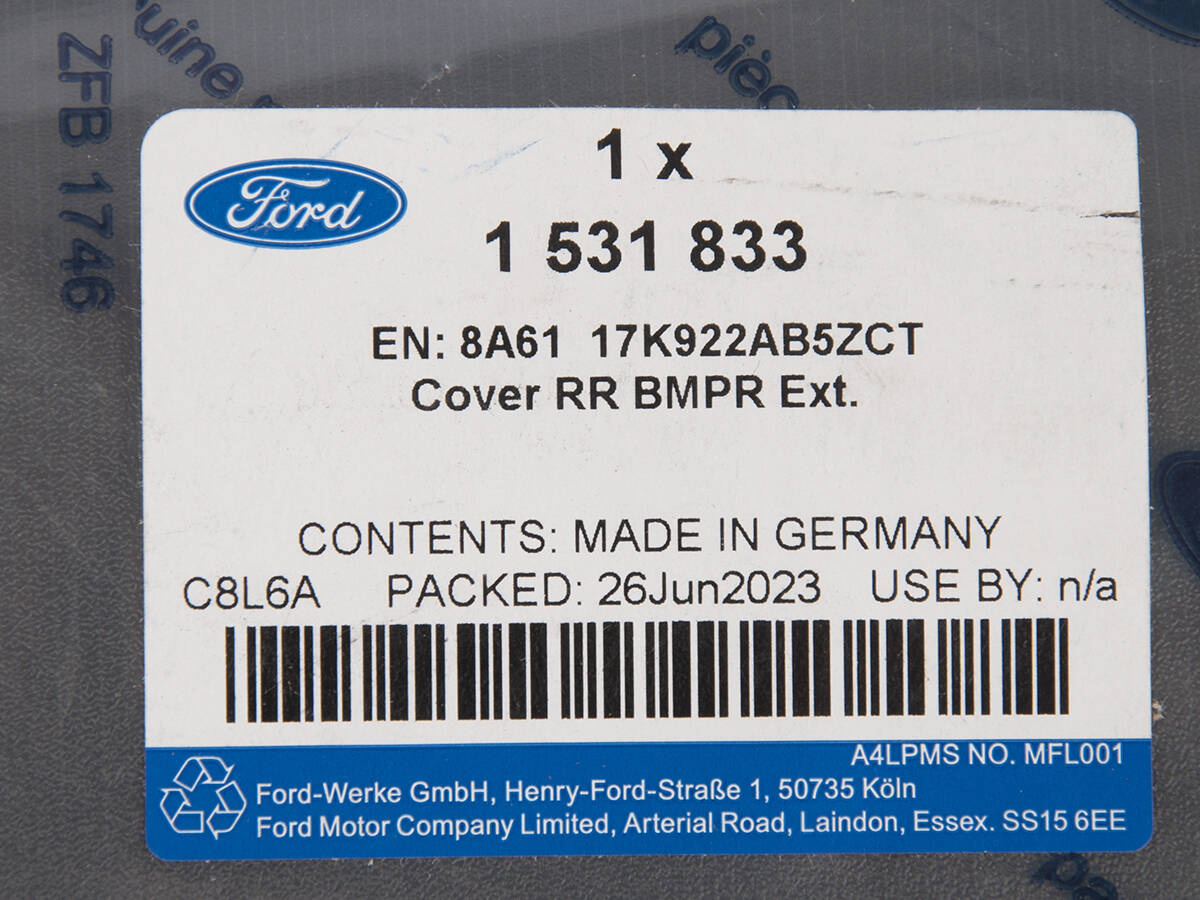 uine
pièc
ZFB 1746
Ford
1 x
1 531 833
EN: 8A61 17K922AB5ZCT
Cover RR BMPR Ext.
CONTENTS: MADE IN GERMANY
C8L6A PACKED: 26Jun2023 USE BY: n/a
A4LPMS NO. MFL001
Ford-Werke GmbH, Henry-Ford-Straße 1, 50735 Köln
Ford Motor Company Limited, Arterial Road, Laindon, Essex. SS15 6EE